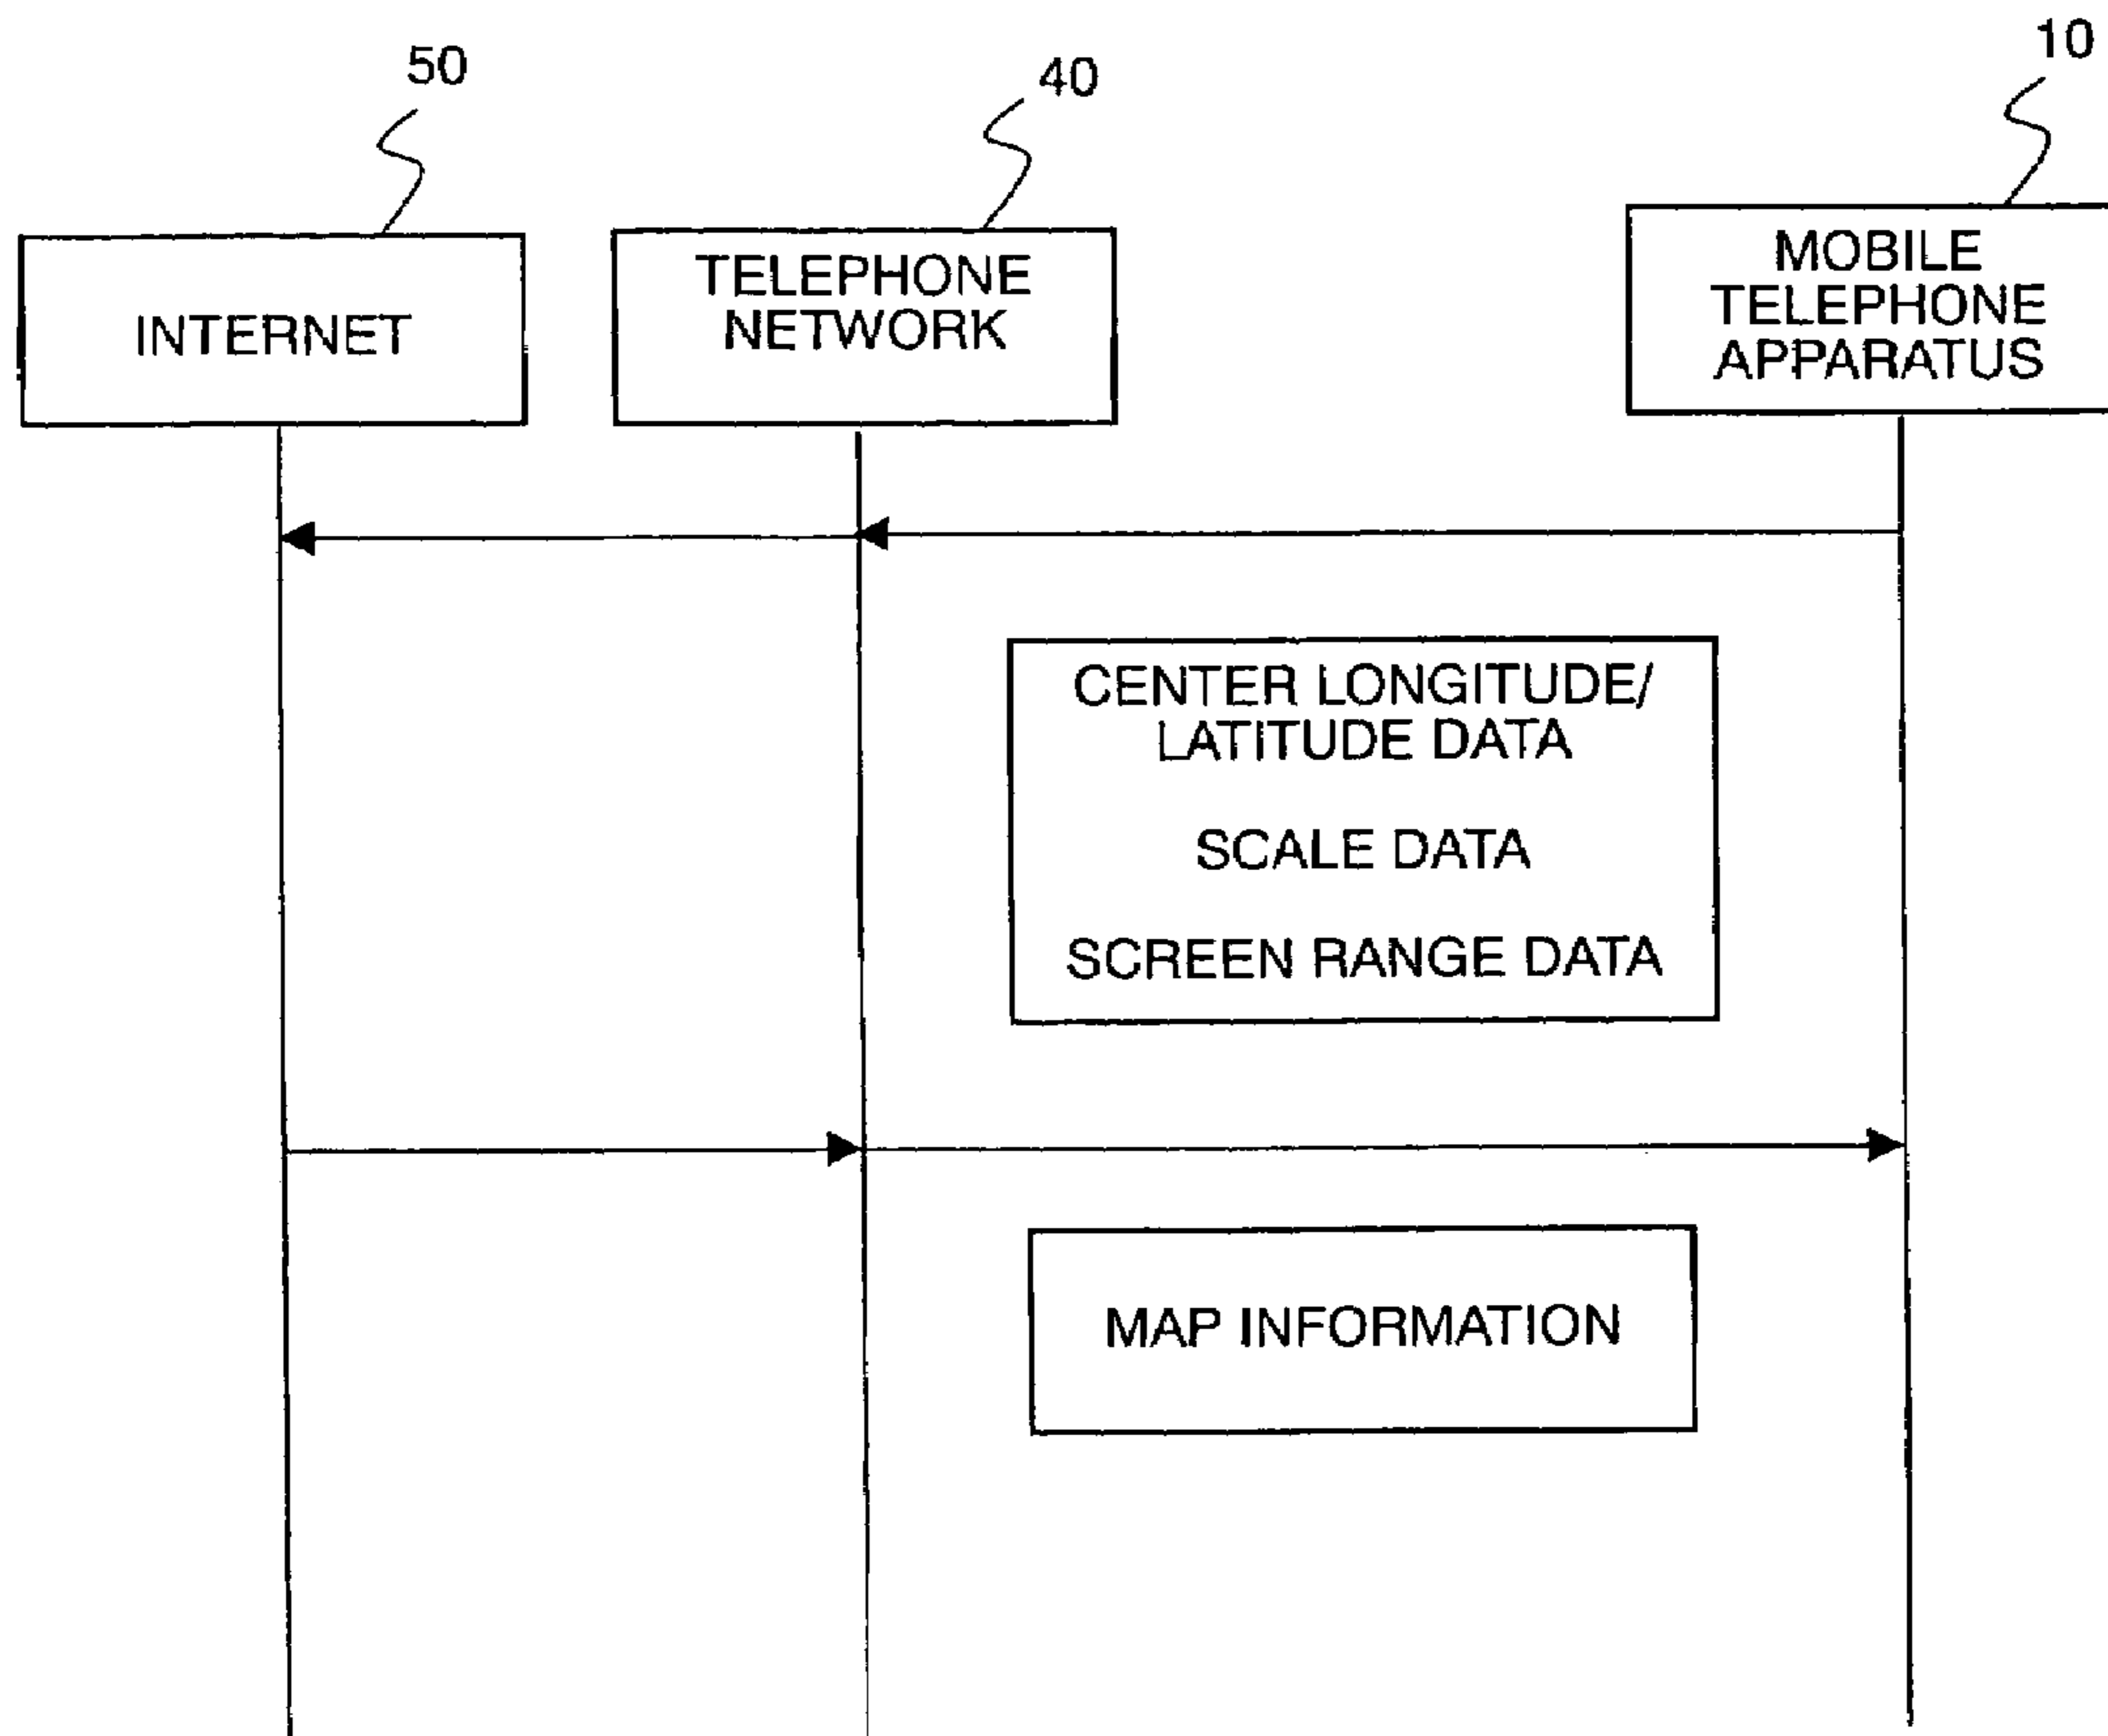 50
40
10
INTERNET
TELEPHONE
NETWORK
MOBILE
TELEPHONE
APPARATUS
CENTER LONGITUDE/
LATITUDE DATA
SCALE DATA
SCREEN RANGE DATA
MAP INFORMATION